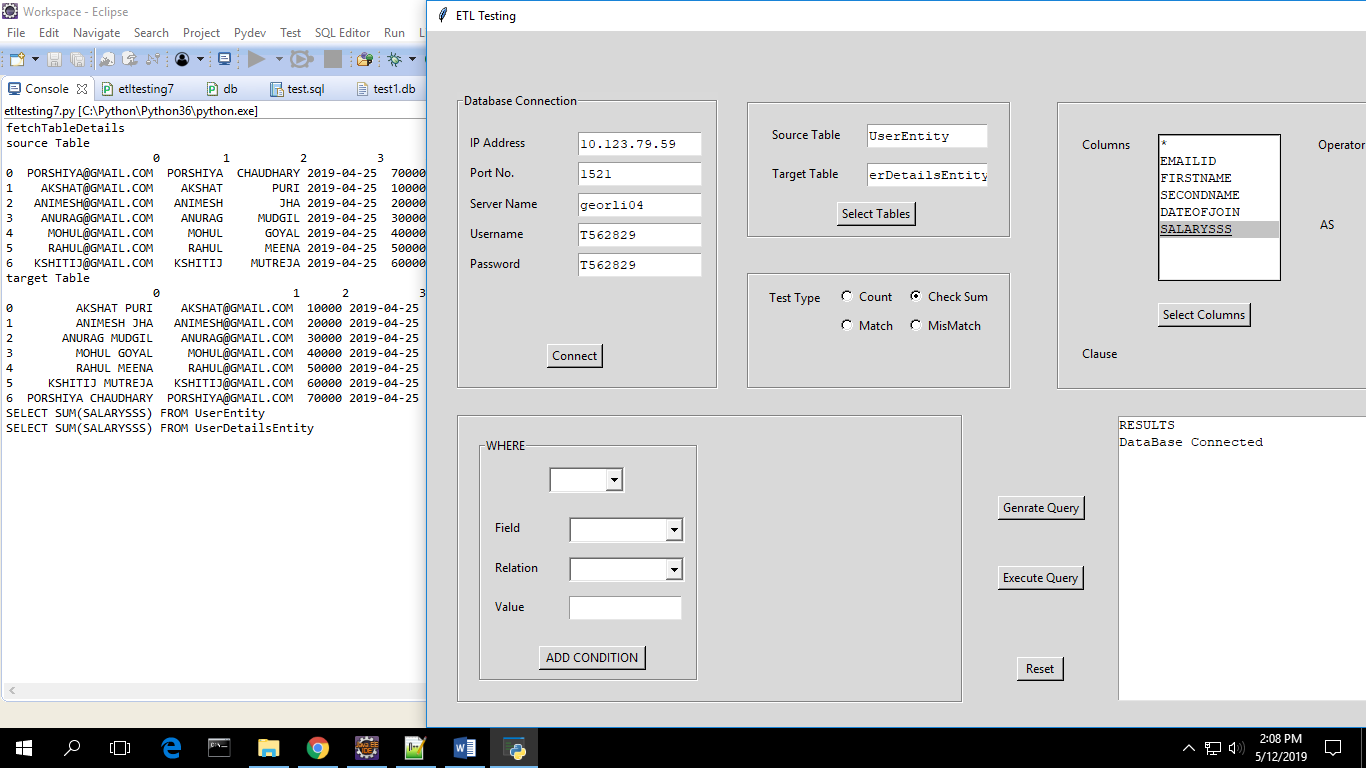 Workspace - Eclipse
File Edit Navigate Search Project Pydev Test SQL Editor Run L
Console etltesting7 db test.sql test1.db
etltesting7.py [C:\Python\Python36\python.exe]
fetchTableDetails
source Table
0 1 2 3
0 PORSHIYA@GMAIL.COM PORSHIYA CHAUDHARY 2019-04-25 70000
1 AKSHAT@GMAIL.COM AKSHAT PURI 2019-04-25 10000
2 ANIMESH@GMAIL.COM ANIMESH JHA 2019-04-25 20000
3 ANURAG@GMAIL.COM ANURAG MUDGIL 2019-04-25 30000
4 MOHUL@GMAIL.COM MOHUL GOYAL 2019-04-25 40000
5 RAHUL@GMAIL.COM RAHUL MEENA 2019-04-25 50000
6 KSHITIJ@GMAIL.COM KSHITIJ MUTREJA 2019-04-25 60000
target Table
0 1 2 3
0 AKSHAT PURI AKSHAT@GMAIL.COM 10000 2019-04-25
1 ANIMESH JHA ANIMESH@GMAIL.COM 20000 2019-04-25
2 ANURAG MUDGIL ANURAG@GMAIL.COM 30000 2019-04-25
3 MOHUL GOYAL MOHUL@GMAIL.COM 40000 2019-04-25
4 RAHUL MEENA RAHUL@GMAIL.COM 50000 2019-04-25
5 KSHITIJ MUTREJA KSHITIJ@GMAIL.COM 60000 2019-04-25
6 PORSHIYA CHAUDHARY PORSHIYA@GMAIL.COM 70000 2019-04-25
SELECT SUM(SALARYSSS) FROM UserEntity
SELECT SUM(SALARYSSS) FROM UserDetailsEntity
ETL Testing
Database Connection
IP Address 10.123.79.59
Port No. 1521
Server Name georli04
Username T562829
Password T562829
Connect
Source Table UserEntity
Target Table erDetailsEntity
Select Tables
Test Type Count Check Sum
Match MisMatch
Columns
*
EMAILID
FIRSTNAME
SECONDNAME
DATEOFJOIN
SALARYSSS
Operator
AS
Select Columns
Clause
WHERE
Field
Relation
Value
ADD CONDITION
Genrate Query
Execute Query
Reset
RESULTS
DataBase Connected
2:08 PM
5/12/2019